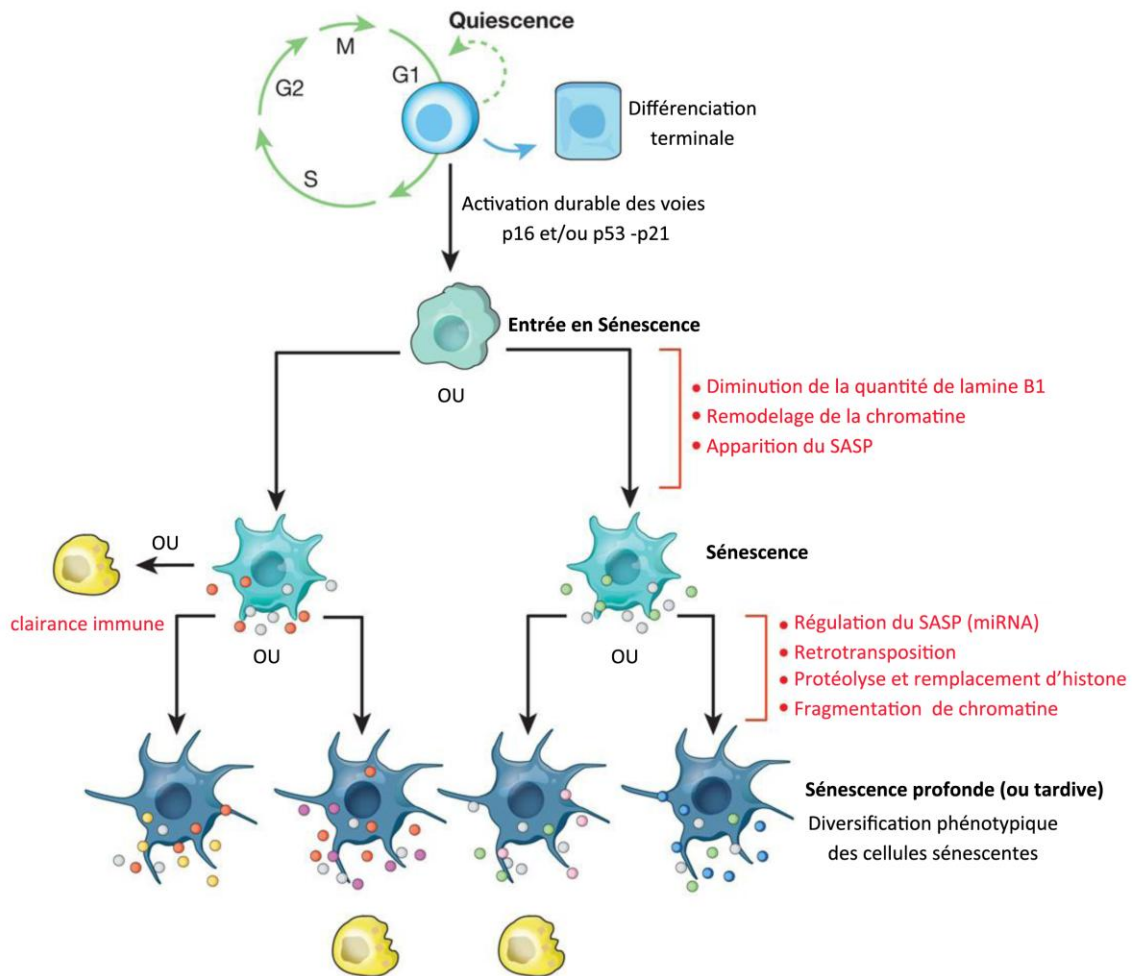 Quiescence
M
G1
G2
S
Différenciation
terminale
Activation durable des voies
p16 et/ou p53 -p21
Entrée en Sénescence
OU
• Diminution de la quantité de lamine B1
• Remodelage de la chromatine
• Apparition du SASP
OU
clairance immune
Sénescence
OU
OU
• Régulation du SASP (miRNA)
• Retrotransposition
• Protéolyse et remplacement d'histone
• Fragmentation de chromatine
Sénescence profonde (ou tardive)
Diversification phénotypique
des cellules sénescentes